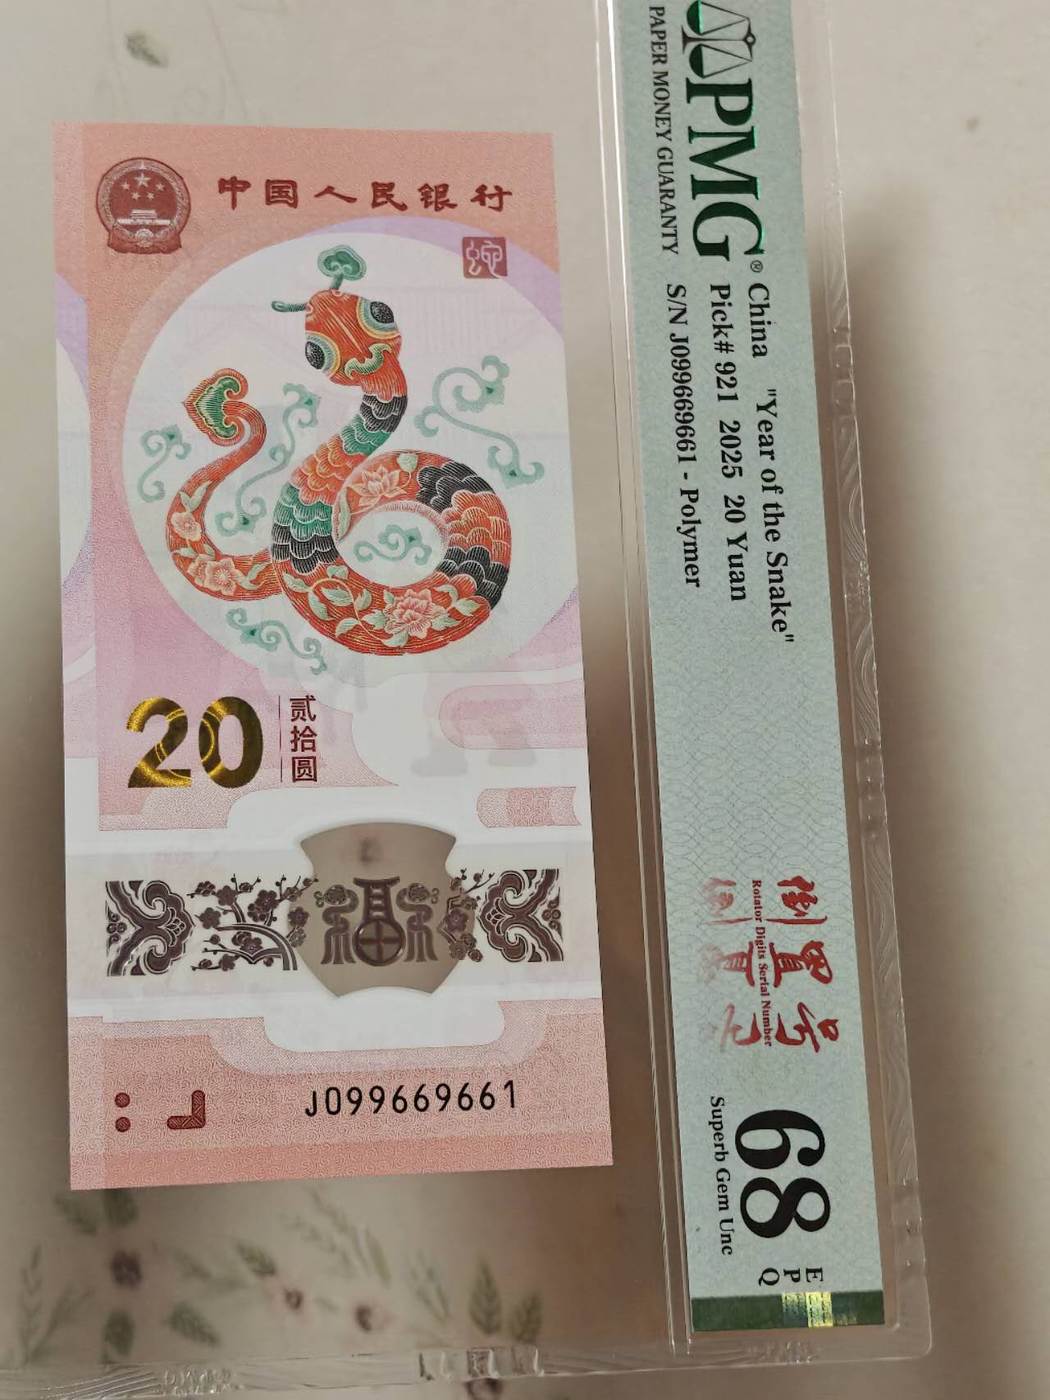 中国人民银行
蛇
20
贰拾圆
J099669661
PMG®
PAPER MONEY GUARANTY
China "Year of the Snake"
Pick# 921 2025 20 Yuan
S/N J099669661 - Polymer
倒置号
Rotator Digits Serial Number
68
EPQ
Superb Gem Unc